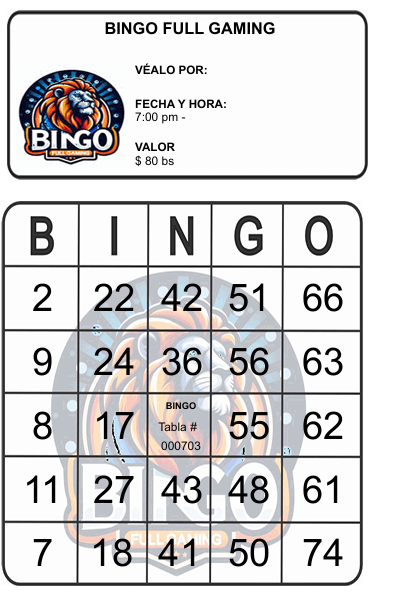 BINGO FULL GAMING
VÉALO POR:
FECHA Y HORA:
7:00 pm -
VALOR
$ 80 bs
BINGO
FULL GAMING
B I N G O
2 22 42 51 66
9 24 36 56 63
8 17 BINGO 55 62
Tabla #
000703
11 27 43 48 61
7 18 41 50 74
BINGO
FULL GAMING